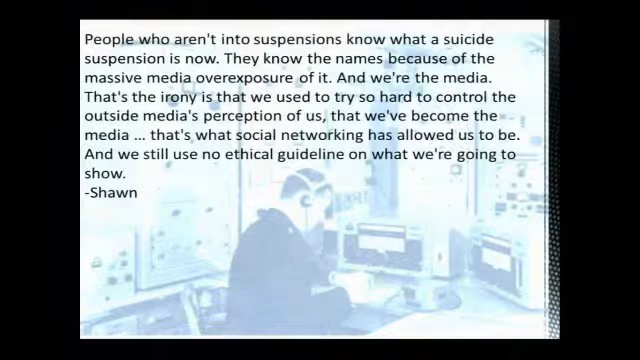 People who aren't into suspensions know what a suicide
suspension is now. They know the names because of the
massive media overexposure of it. And we're the media.
That's the irony is that we used to try so hard to control the
outside media's perception of us, that we've become the
media ... that's what social networking has allowed us to be.
And we still use no ethical guideline on what we're going to
show.
-Shawn